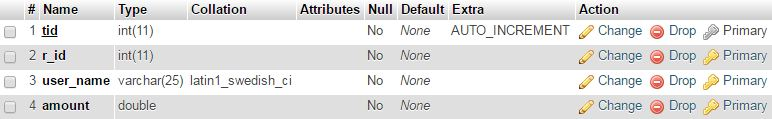 # Name Type Collation Attributes Null Default Extra Action
1 tid int(11) No None AUTO_INCREMENT Change Drop Primary
2 r_id int(11) No None Change Drop Primary
3 user_name varchar(25) latin1_swedish_ci No None Change Drop Primary
4 amount double No None Change Drop Primary